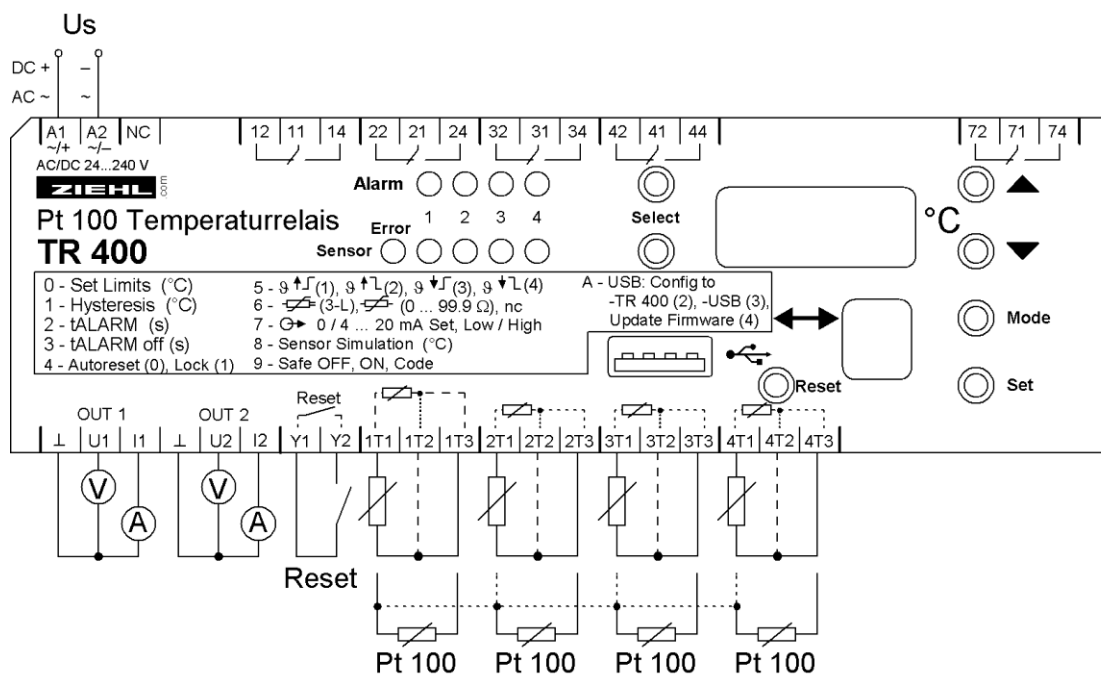 Us
DC + –
AC ~ ~
A1 A2 NC 12 11 14 22 21 24 32 31 34 42 41 44 72 71 74
~/+ ~/–
AC/DC 24...240 V
ZIEHL .com
Pt 100 Temperaturrelais
TR 400
Alarm
1 2 3 4
Error
Sensor
Select
°C
Mode
Set
Reset
0 - Set Limits (°C)
1 - Hysteresis (°C)
2 - tALARM (s)
3 - tALARM off (s)
4 - Autoreset (0), Lock (1)
5 - ϑ (1), ϑ (2), ϑ (3), ϑ (4)
6 - (3-L), (0 ... 99.9 Ω), nc
7 - 0 / 4 ... 20 mA Set, Low / High
8 - Sensor Simulation (°C)
9 - Safe OFF, ON, Code
A - USB: Config to
-TR 400 (2), -USB (3),
Update Firmware (4)
OUT 1 OUT 2 Reset
⊥ U1 I1 ⊥ U2 I2 Y1 Y2 1T1 1T2 1T3 2T1 2T2 2T3 3T1 3T2 3T3 4T1 4T2 4T3
V A V A
Reset
Pt 100 Pt 100 Pt 100 Pt 100